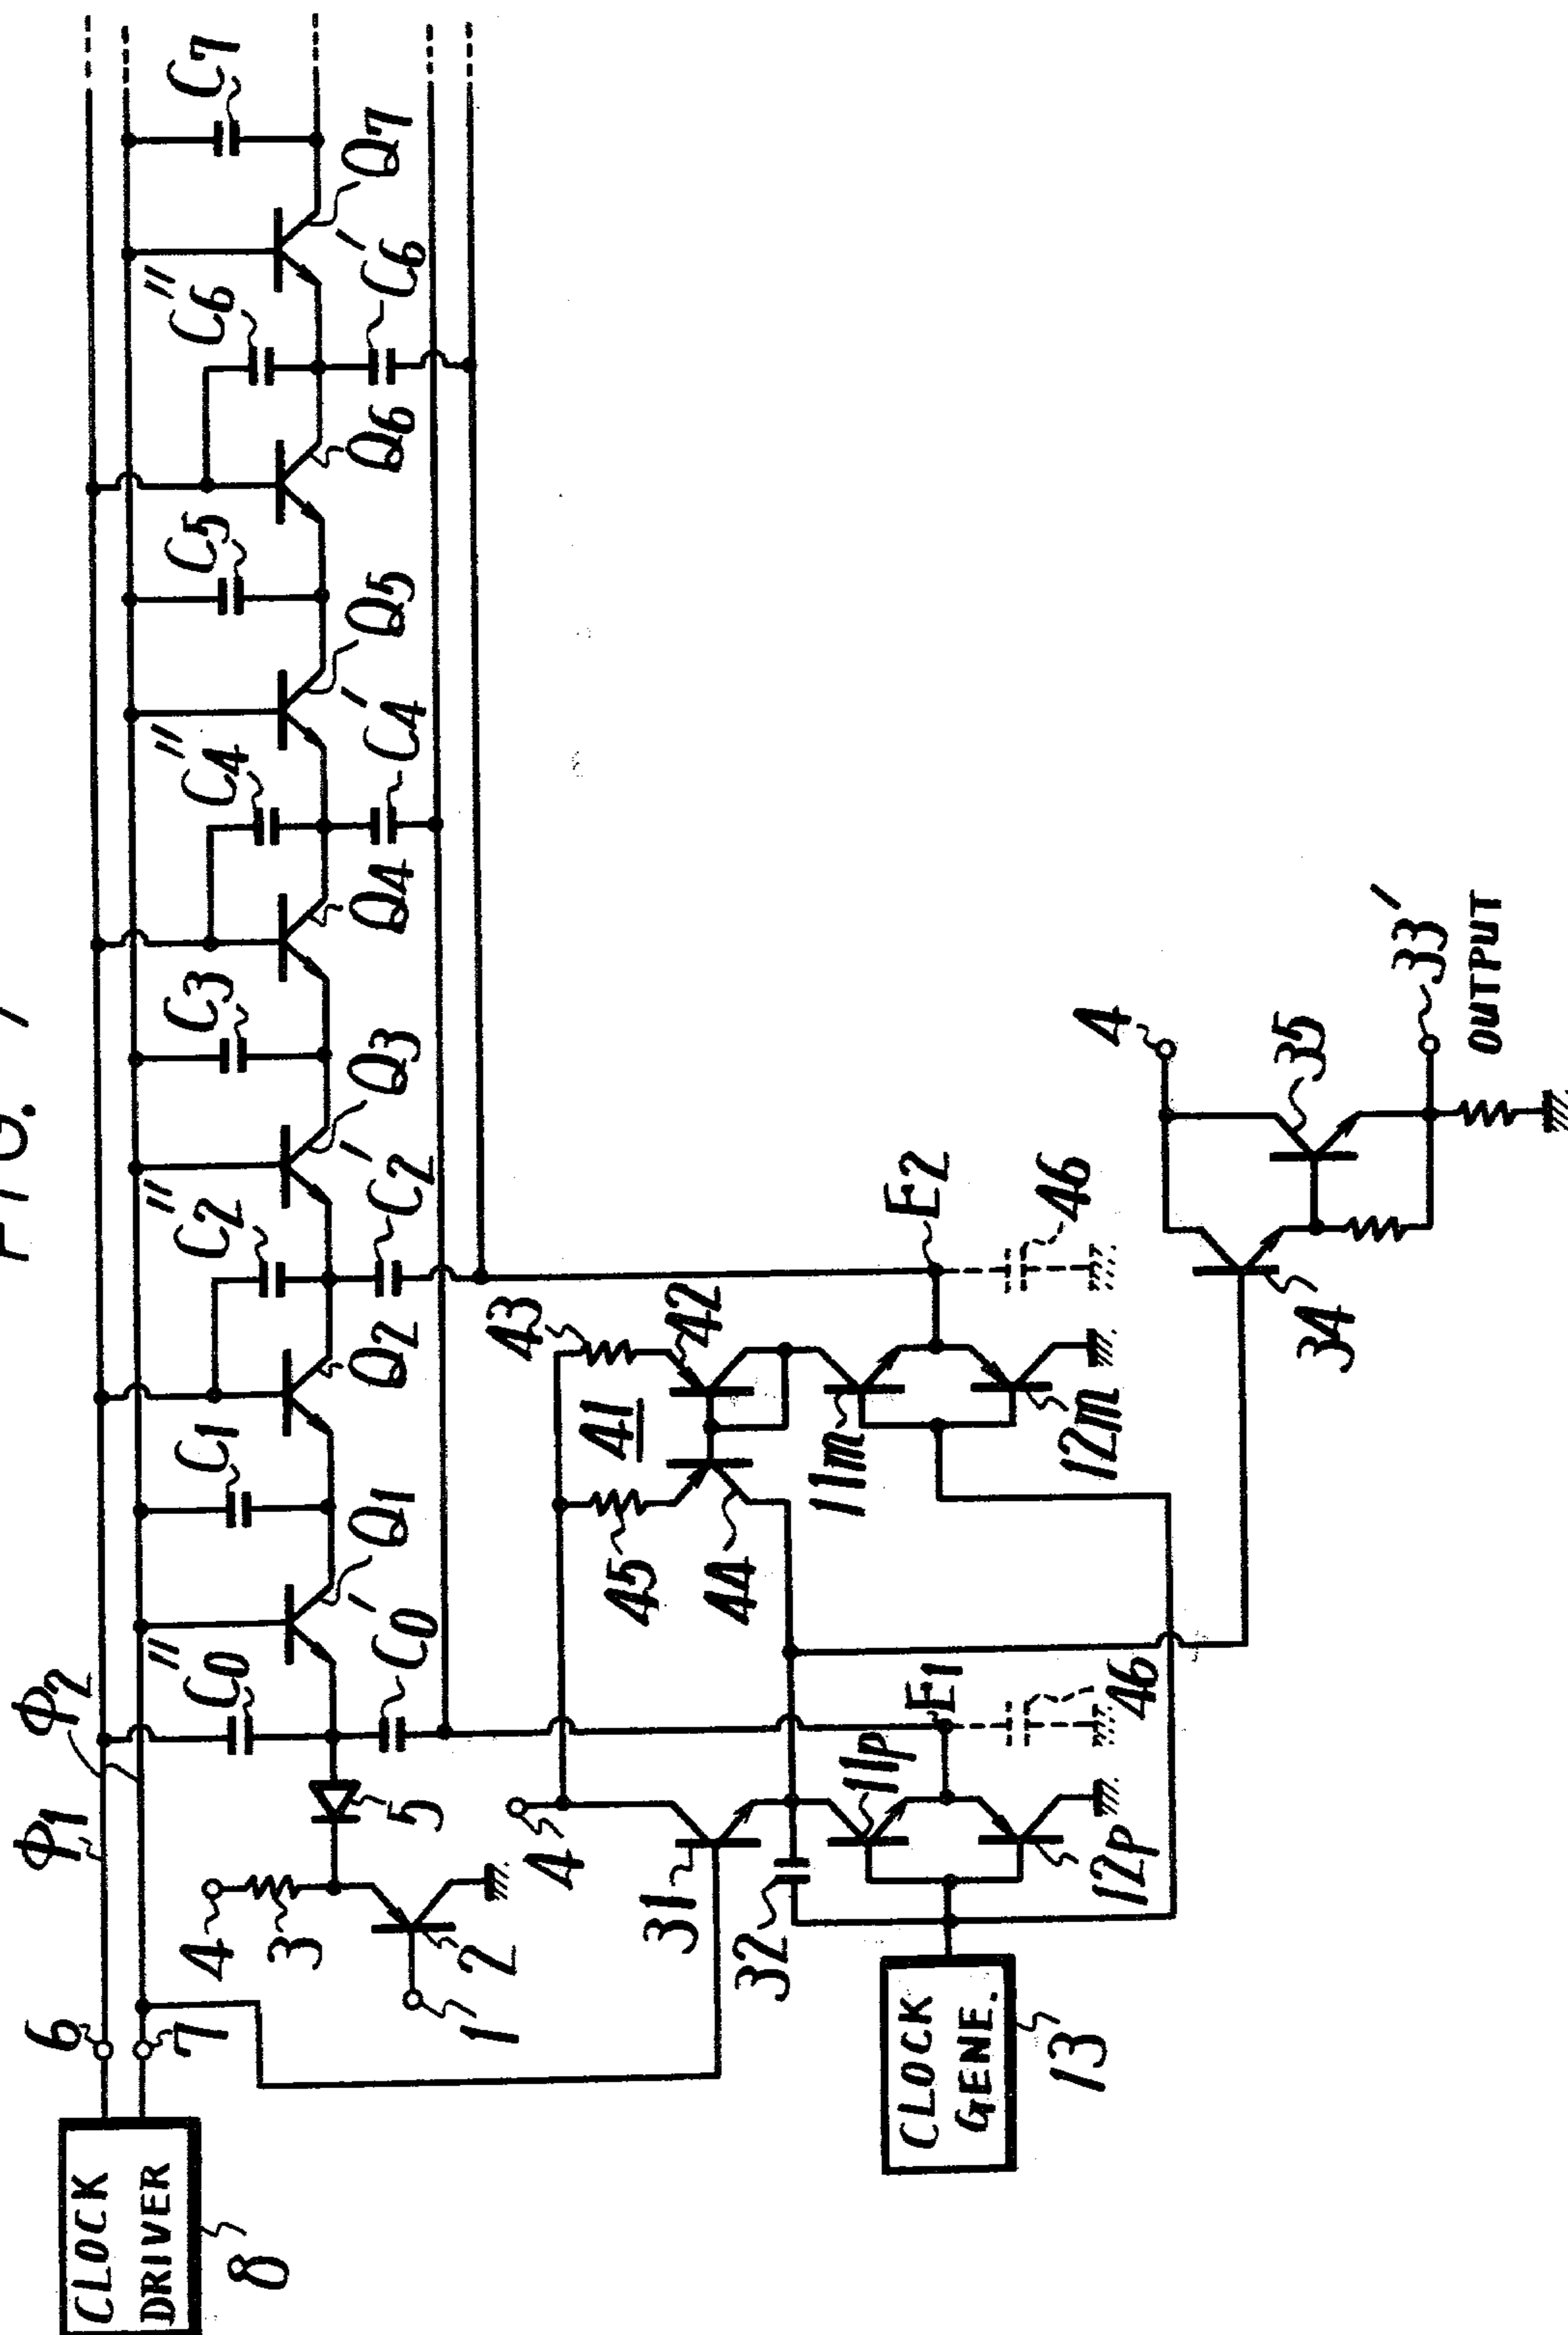 FIG. 7
C7
Q7
C6''
C6'
Q6
C5
Q5
C4''
C4'
Q4
C3
Q3
C2''
C2'
Q2
C1
Q1
C0''
C0'
Φ2
Φ1
6
7
CLOCK
DRIVER
8
4
3
5
2
1
4
31
32
11p
12p
E1
46
CLOCK
GENE.
13
43
42
41
45
44
11m
12m
E2
46
4
35
34
33'
OUTPUT